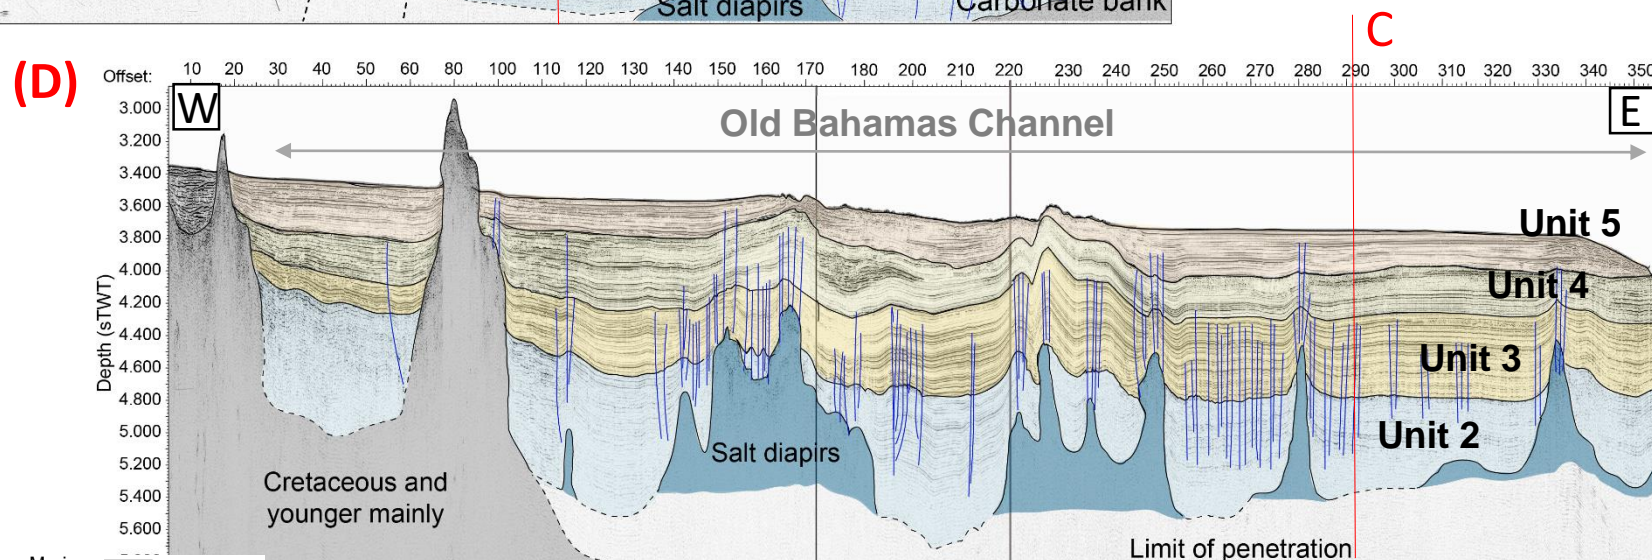 Salt diapirs
Carbonate bank
C
(D)
Offset: 10 20 30 40 50 60 80 100 110 120 130 140 150 160 170 180 200 210 220 230 240 250 260 270 280 290 300 310 320 330 340 350
W
Old Bahamas Channel
E
Depth (sTWT)
3.000
3.200
3.400
3.600
3.800
4.000
4.200
4.400
4.600
4.800
5.000
5.200
5.400
5.600
Unit 5
Unit 4
Unit 3
Unit 2
Salt diapirs
Cretaceous and
younger mainly
Limit of penetration